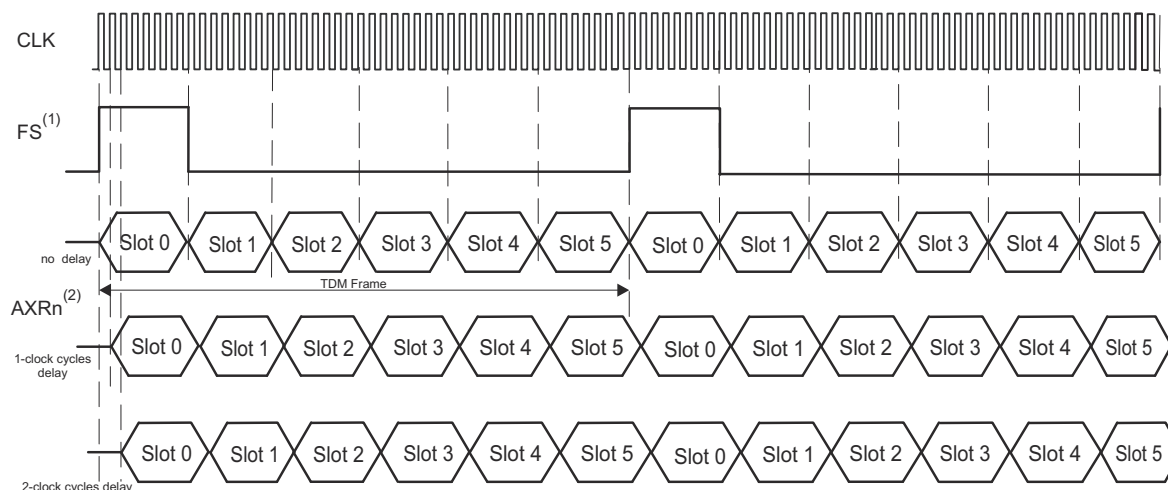 CLK
FS(1)
Slot 0 Slot 1 Slot 2 Slot 3 Slot 4 Slot 5 Slot 0 Slot 1 Slot 2 Slot 3 Slot 4 Slot 5
no delay
TDM Frame
AXRn(2)
Slot 0 Slot 1 Slot 2 Slot 3 Slot 4 Slot 5 Slot 0 Slot 1 Slot 2 Slot 3 Slot 4 Slot 5
1-clock cycles
delay
Slot 0 Slot 1 Slot 2 Slot 3 Slot 4 Slot 5 Slot 0 Slot 1 Slot 2 Slot 3 Slot 4 Slot 5
2-clock cycles delay